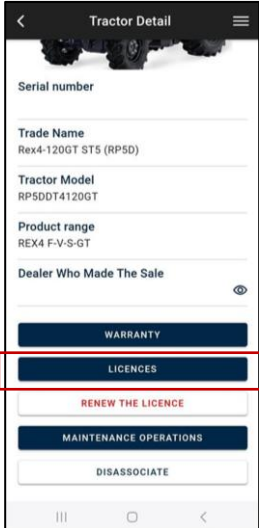 Tractor Detail
Serial number
Trade Name
Rex4-120GT ST5 (RP5D)
Tractor Model
RP5DDT4120GT
Product range
REX4 F-V-S-GT
Dealer Who Made The Sale
WARRANTY
LICENCES
RENEW THE LICENCE
MAINTENANCE OPERATIONS
DISASSOCIATE